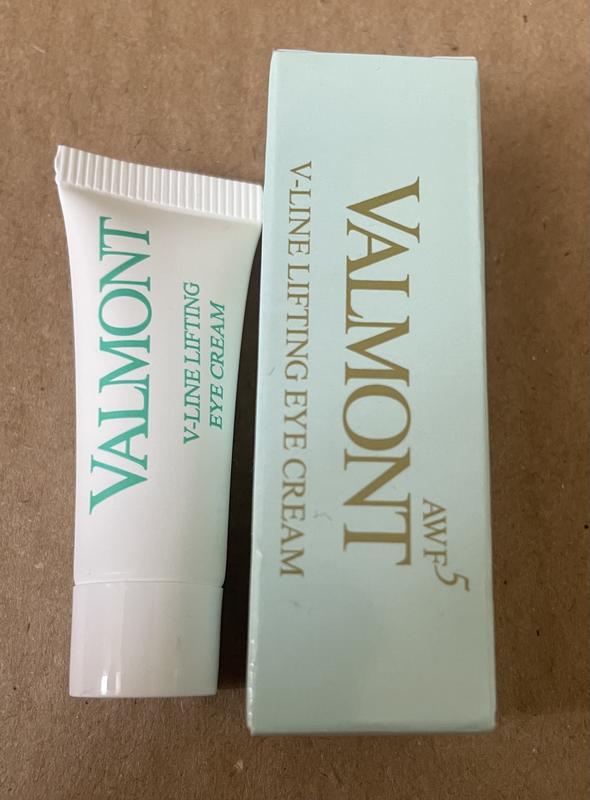 VALMONT
V-LINE LIFTING
EYE CREAM
AWF5
VALMONT
V-LINE LIFTING EYE CREAM